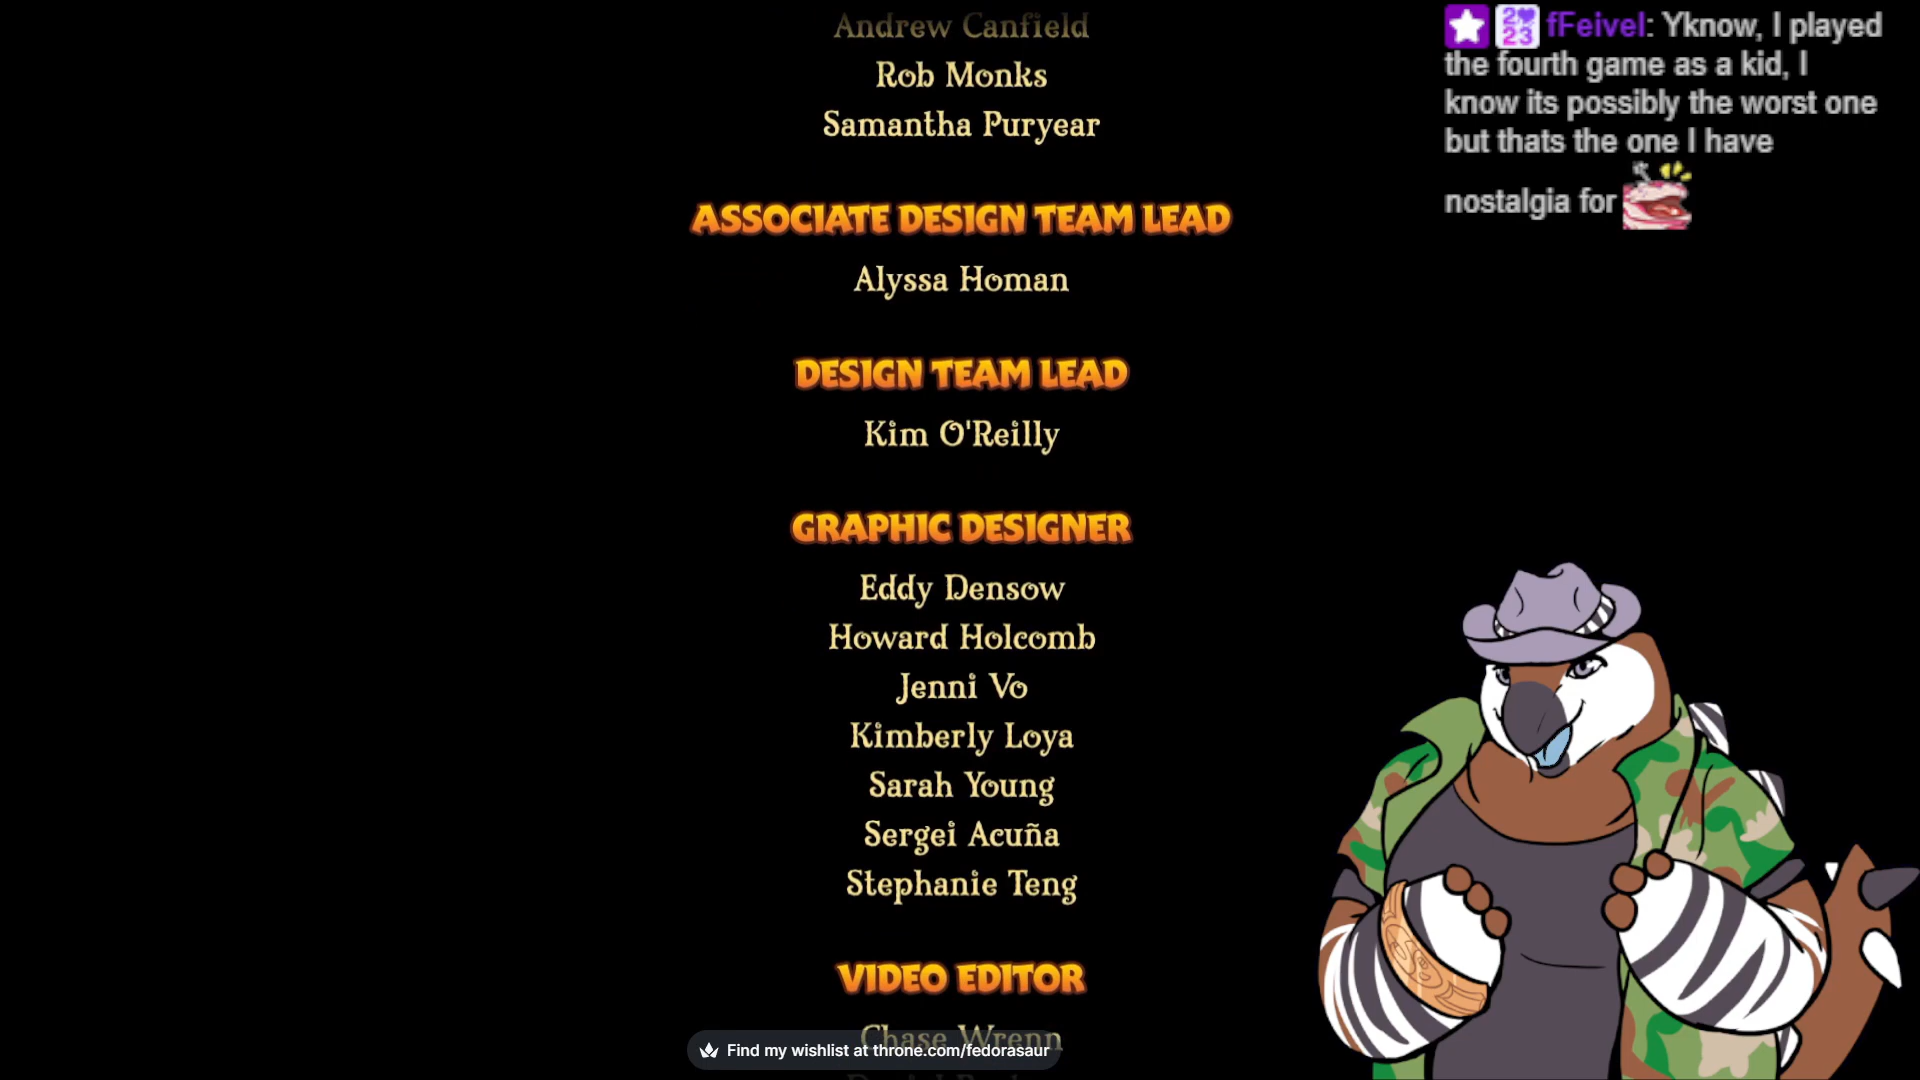 Andrew Canfield
Rob Monks
Samantha Puryear
ASSOCIATE DESIGN TEAM LEAD
Alyssa Homan
DESIGN TEAM LEAD
Kim O'Reilly
GRAPHIC DESIGNER
Eddy Densow
Howard Holcomb
Jenni Vo
Kimberly Loya
Sarah Young
Sergei Acuña
Stephanie Teng
VIDEO EDITOR
Chase Wrenn
Find my wishlist at throne.com/fedorasaur
2023 fFeivel: Yknow, I played
the fourth game as a kid, I
know its possibly the worst one
but thats the one I have
nostalgia for